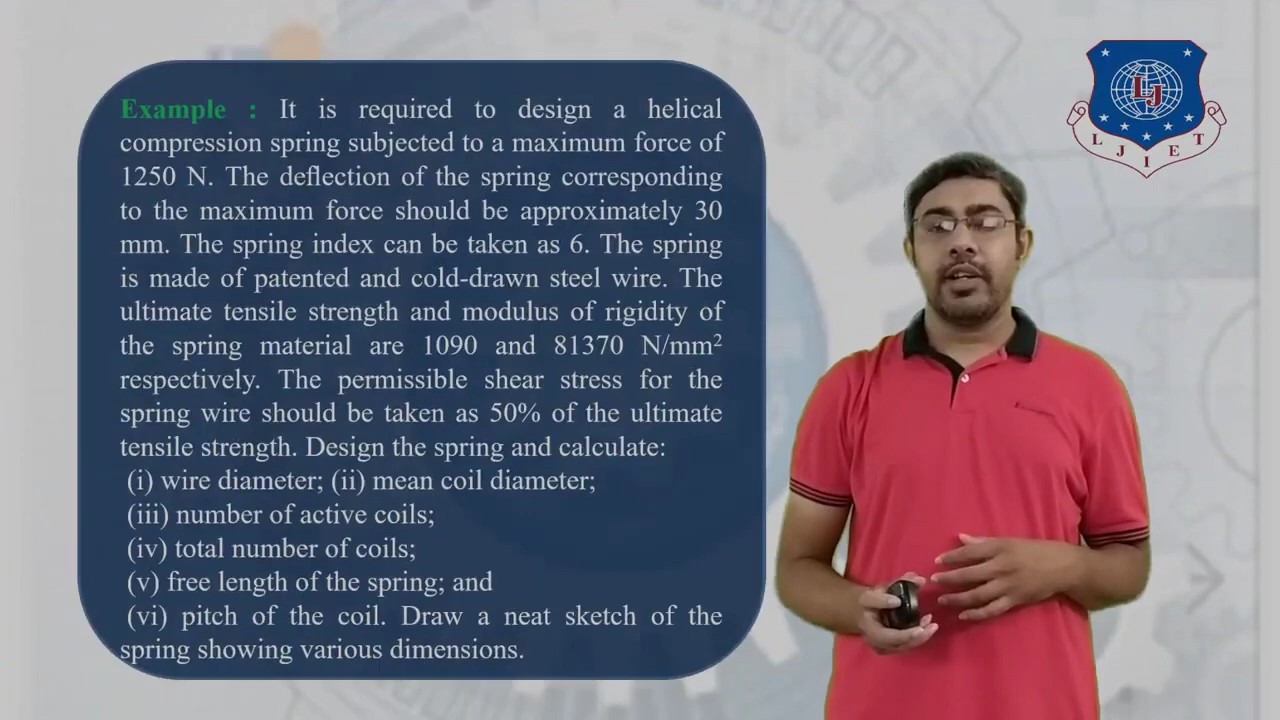 Example : It is required to design a helical
compression spring subjected to a maximum force of
1250 N. The deflection of the spring corresponding
to the maximum force should be approximately 30
mm. The spring index can be taken as 6. The spring
is made of patented and cold-drawn steel wire. The
ultimate tensile strength and modulus of rigidity of
the spring material are 1090 and 81370 N/mm²
respectively. The permissible shear stress for the
spring wire should be taken as 50% of the ultimate
tensile strength. Design the spring and calculate:
(i) wire diameter; (ii) mean coil diameter;
(iii) number of active coils;
(iv) total number of coils;
(v) free length of the spring; and
(vi) pitch of the coil. Draw a neat sketch of the
spring showing various dimensions.
LJ
L J I E T